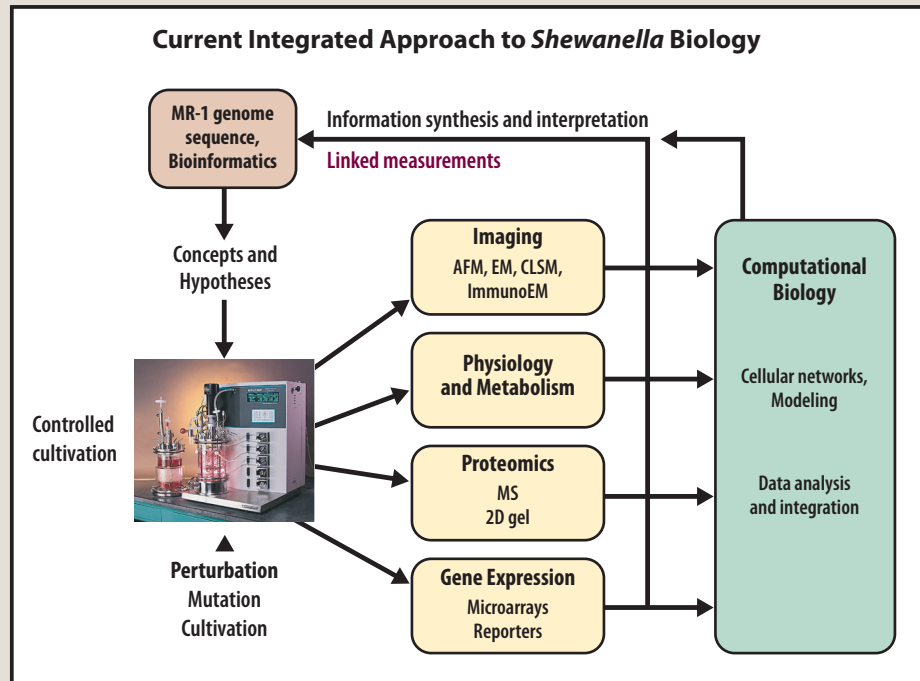 Current Integrated Approach to Shewanella Biology
MR-1 genome
sequence,
Bioinformatics
Information synthesis and interpretation
Linked measurements
Concepts and
Hypotheses
Controlled
cultivation
Perturbation
Mutation
Cultivation
Imaging
AFM, EM, CLSM,
ImmunoEM
Physiology
and Metabolism
Proteomics
MS
2D gel
Gene Expression
Microarrays
Reporters
Computational
Biology
Cellular networks,
Modeling
Data analysis
and integration